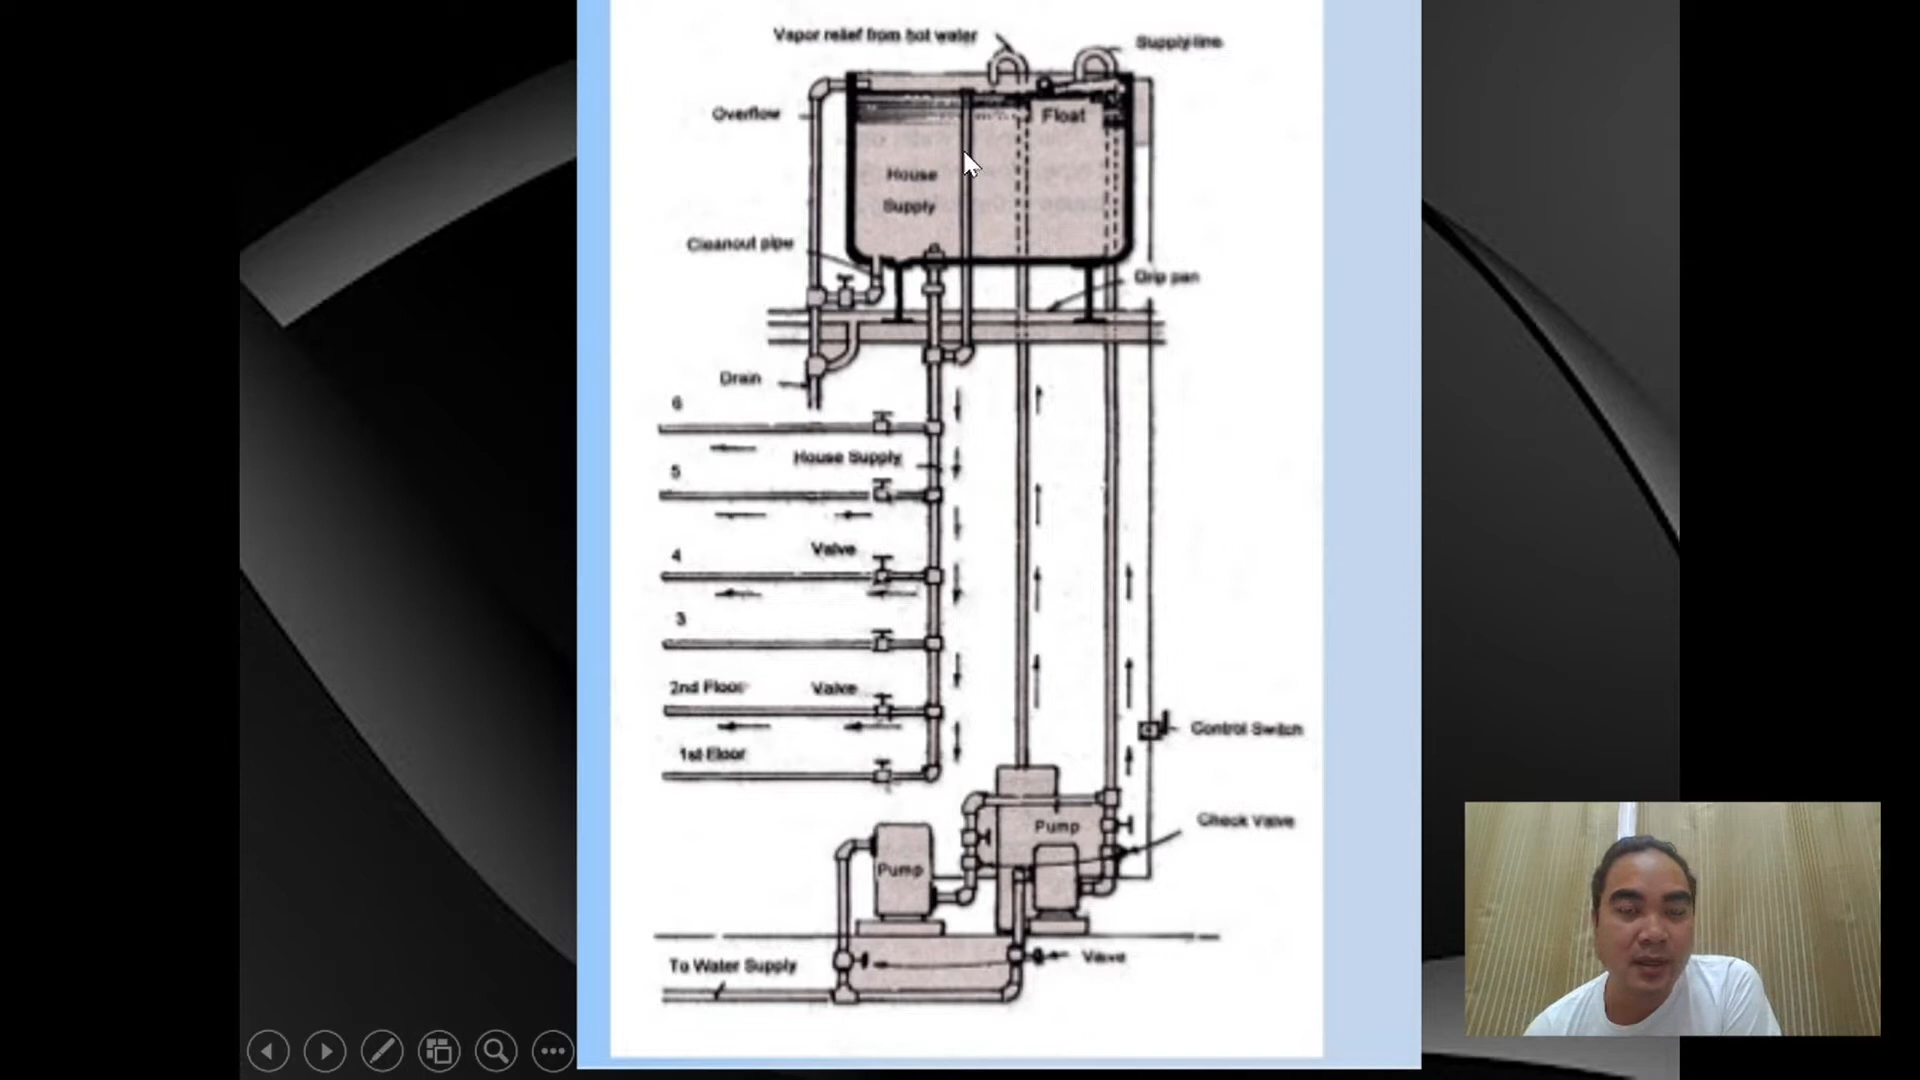 Vapor relief from hot water
Supply line
Overflow
Float
House
Supply
Cleanout pipe
Drip pan
Drain
6
House Supply
5
Valve
4
3
2nd Floor
Valve
1st Floor
Control Switch
Check Valve
Pump
Pump
Valve
To Water Supply